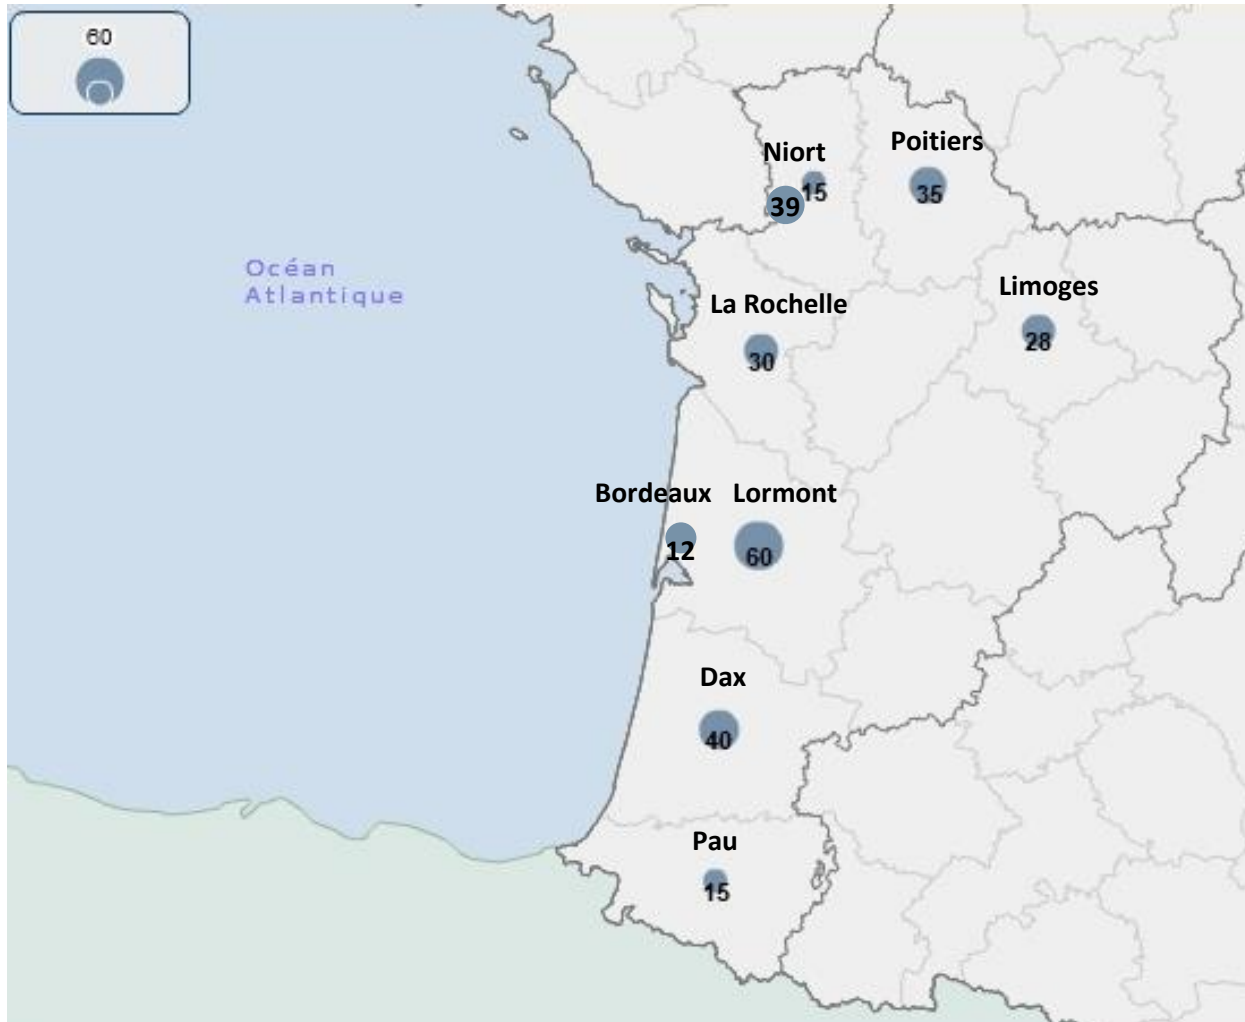 60
Poitiers
Niort
15
35
39
Océan
Atlantique
Limoges
La Rochelle
28
30
Bordeaux
Lormont
12
60
Dax
40
Pau
15